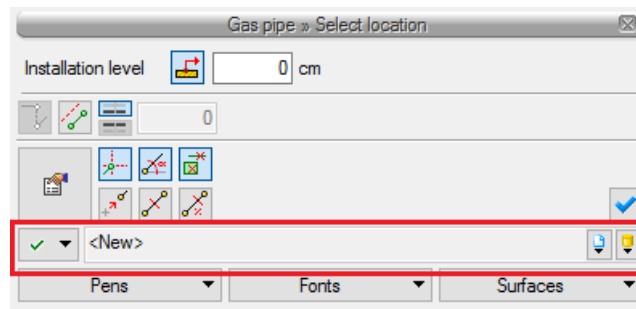 Gas pipe » Select location
Installation level 0 cm
0
<New>
Pens Fonts Surfaces